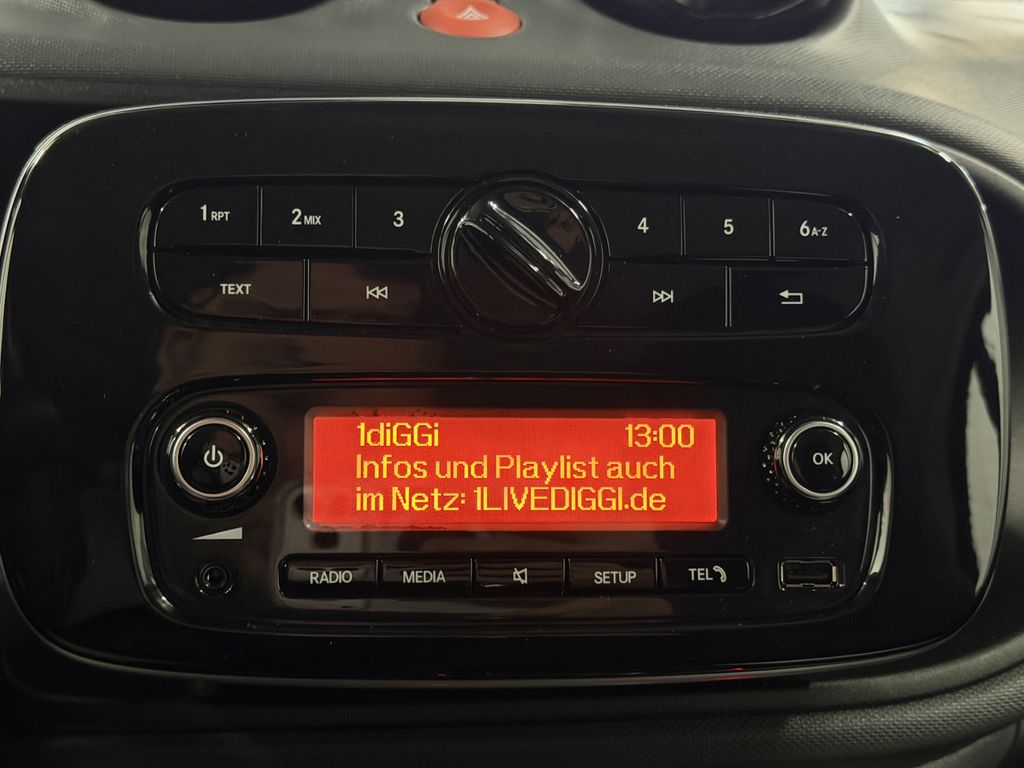 1 RPT 2 MIX 3 4 5 6 A-Z
TEXT
1diGGi 13:00
Infos und Playlist auch
im Netz: 1LIVEDIGGI.de
OK
RADIO MEDIA SETUP TEL